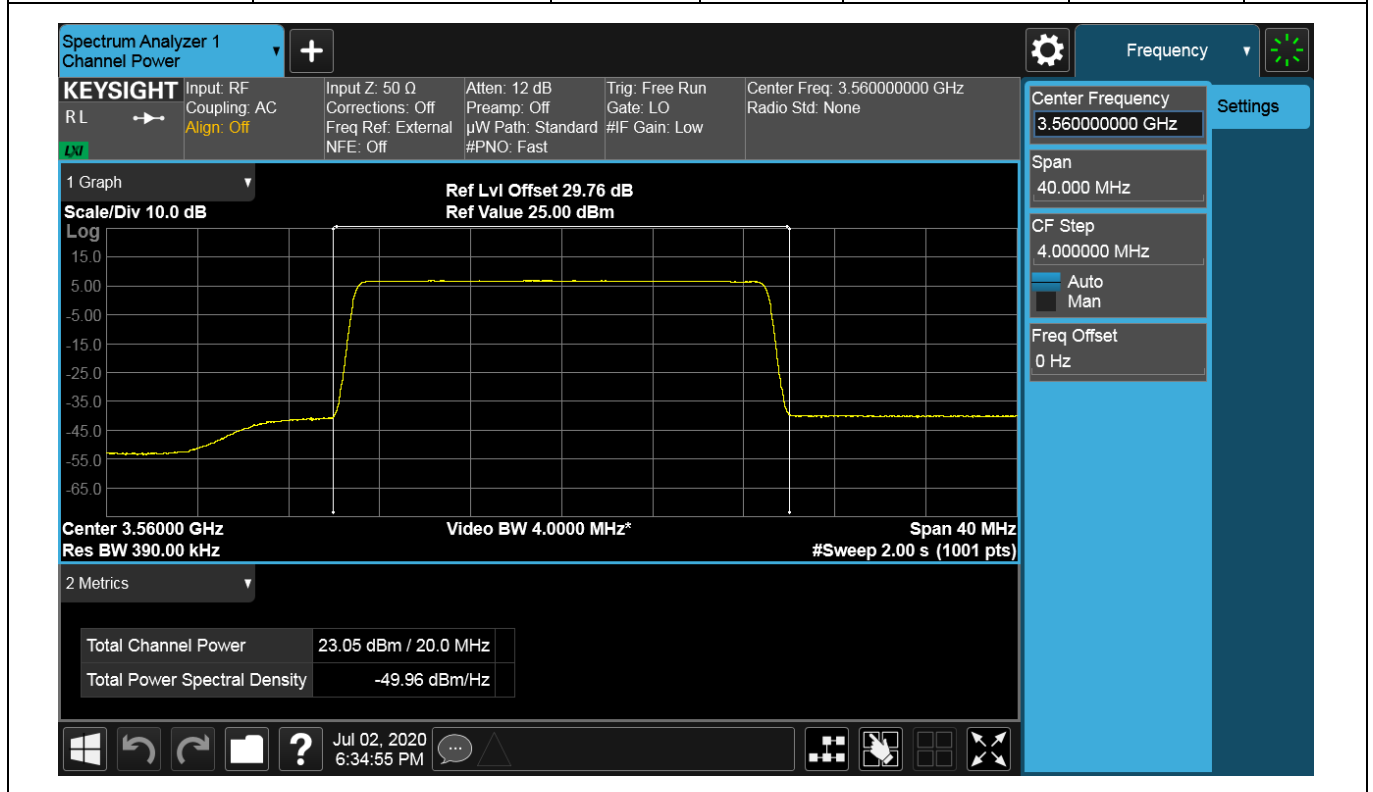 Spectrum Analyzer 1
Channel Power
Frequency
KEYSIGHT
RL
LXI
Input: RF
Coupling: AC
Align: Off
Input Z: 50 Ω
Corrections: Off
Freq Ref: External
NFE: Off
Atten: 12 dB
Preamp: Off
µW Path: Standard
#PNO: Fast
Trig: Free Run
Gate: LO
#IF Gain: Low
Center Freq: 3.560000000 GHz
Radio Std: None
Center Frequency
3.560000000 GHz
Settings
Span
40.000 MHz
CF Step
4.000000 MHz
Auto
Man
Freq Offset
0 Hz
1 Graph
Scale/Div 10.0 dB
Ref Lvl Offset 29.76 dB
Ref Value 25.00 dBm
Log
15.0
5.00
-5.00
-15.0
-25.0
-35.0
-45.0
-55.0
-65.0
Center 3.56000 GHz
Video BW 4.0000 MHz*
Span 40 MHz
Res BW 390.00 kHz
#Sweep 2.00 s (1001 pts)
2 Metrics
Total Channel Power 23.05 dBm / 20.0 MHz
Total Power Spectral Density -49.96 dBm/Hz
?
Jul 02, 2020
6:34:55 PM